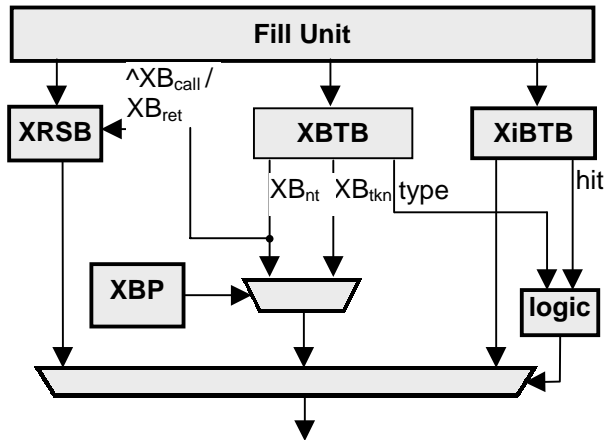 Fill Unit
^XBcall /
XBret
XRSB
XBTB
XiBTB
XBnt
XBtkn
type
hit
XBP
logic